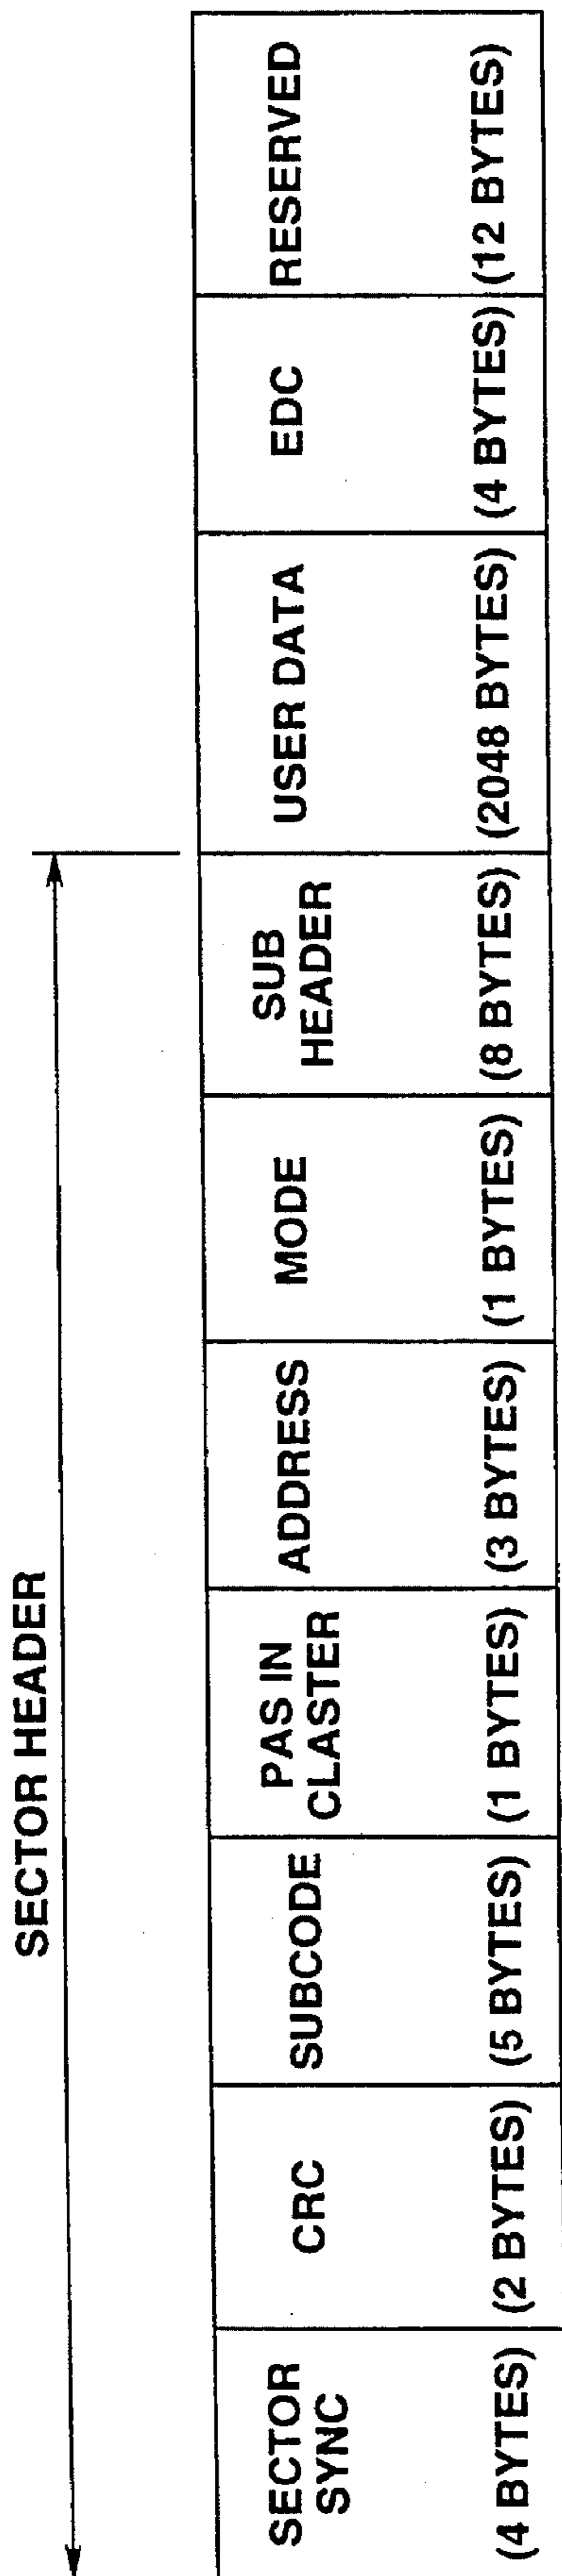 SECTOR HEADER
SECTOR
SYNC
(4 BYTES)
CRC
(2 BYTES)
SUBCODE
(5 BYTES)
PAS IN
CLASTER
(1 BYTES)
ADDRESS
(3 BYTES)
MODE
(1 BYTES)
SUB
HEADER
(8 BYTES)
USER DATA
(2048 BYTES)
EDC
(4 BYTES)
RESERVED
(12 BYTES)